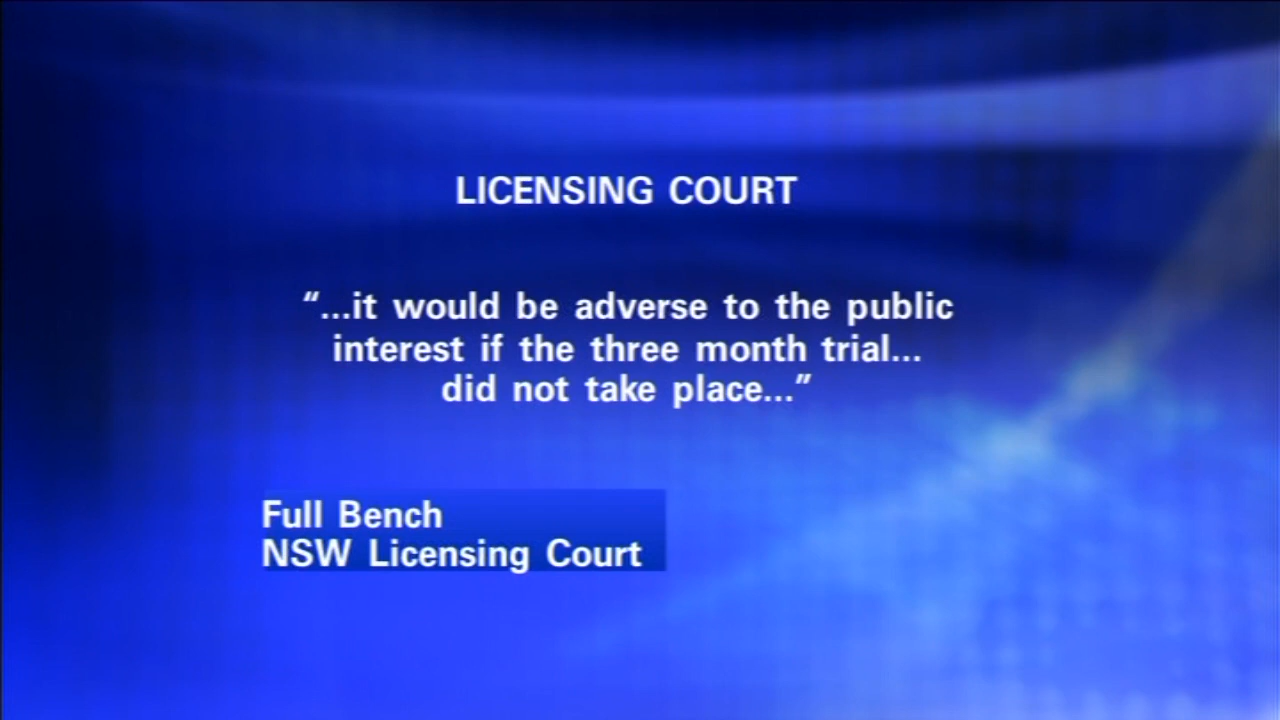 LICENSING COURT
“...it would be adverse to the public
interest if the three month trial...
did not take place...”
Full Bench
NSW Licensing Court